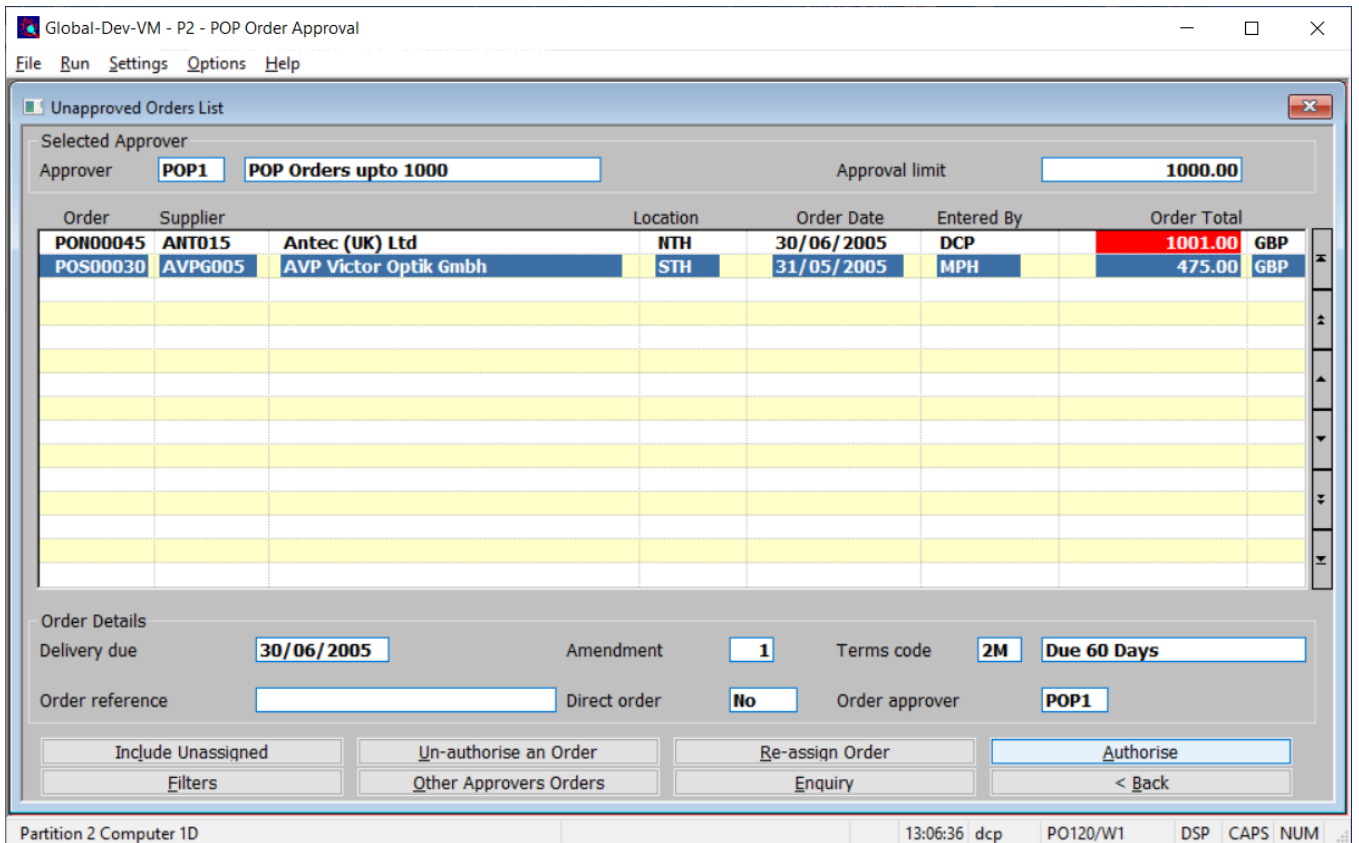 Global-Dev-VM - P2 - POP Order Approval
File Run Settings Options Help
Unapproved Orders List
Selected Approver
Approver POP1 POP Orders upto 1000 Approval limit 1000.00
Order Supplier Location Order Date Entered By Order Total
PON00045 ANT015 Antec (UK) Ltd NTH 30/06/2005 DCP 1001.00 GBP
POS00030 AVPG005 AVP Victor Optik Gmbh STH 31/05/2005 MPH 475.00 GBP
Order Details
Delivery due 30/06/2005 Amendment 1 Terms code 2M Due 60 Days
Order reference Direct order No Order approver POP1
Include Unassigned Un-authorise an Order Re-assign Order Authorise
Filters Other Approvers Orders Enquiry < Back
Partition 2 Computer 1D 13:06:36 dcp PO120/W1 DSP CAPS NUM